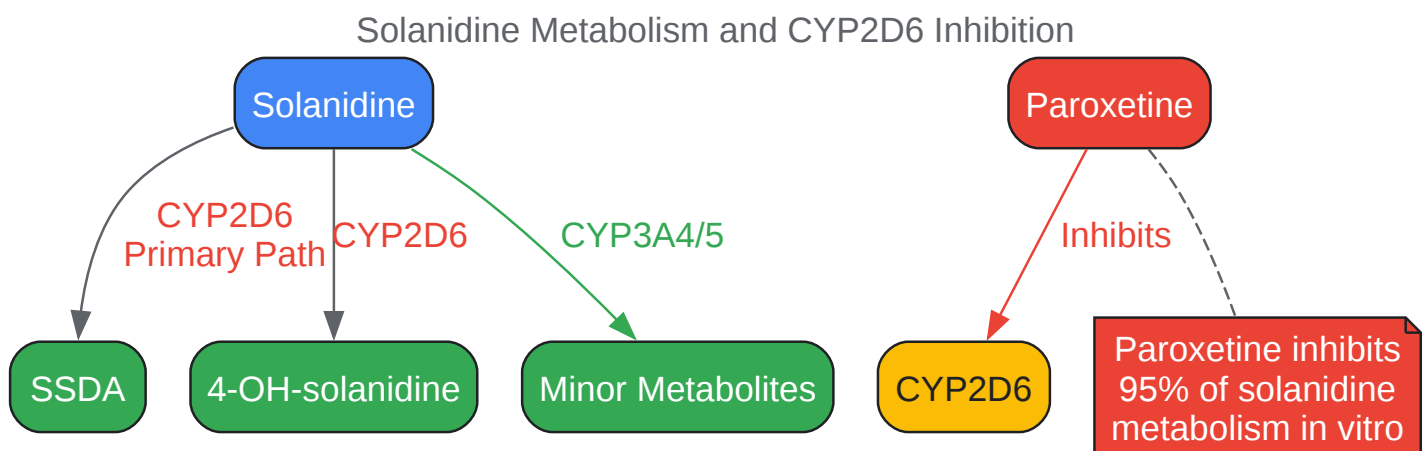 Solanidine Metabolism and CYP2D6 Inhibition
Solanidine
Paroxetine
CYP2D6
Primary Path
CYP2D6
CYP3A4/5
Inhibits
SSDA
4-OH-solanidine
Minor Metabolites
CYP2D6
Paroxetine inhibits
95% of solanidine
metabolism in vitro